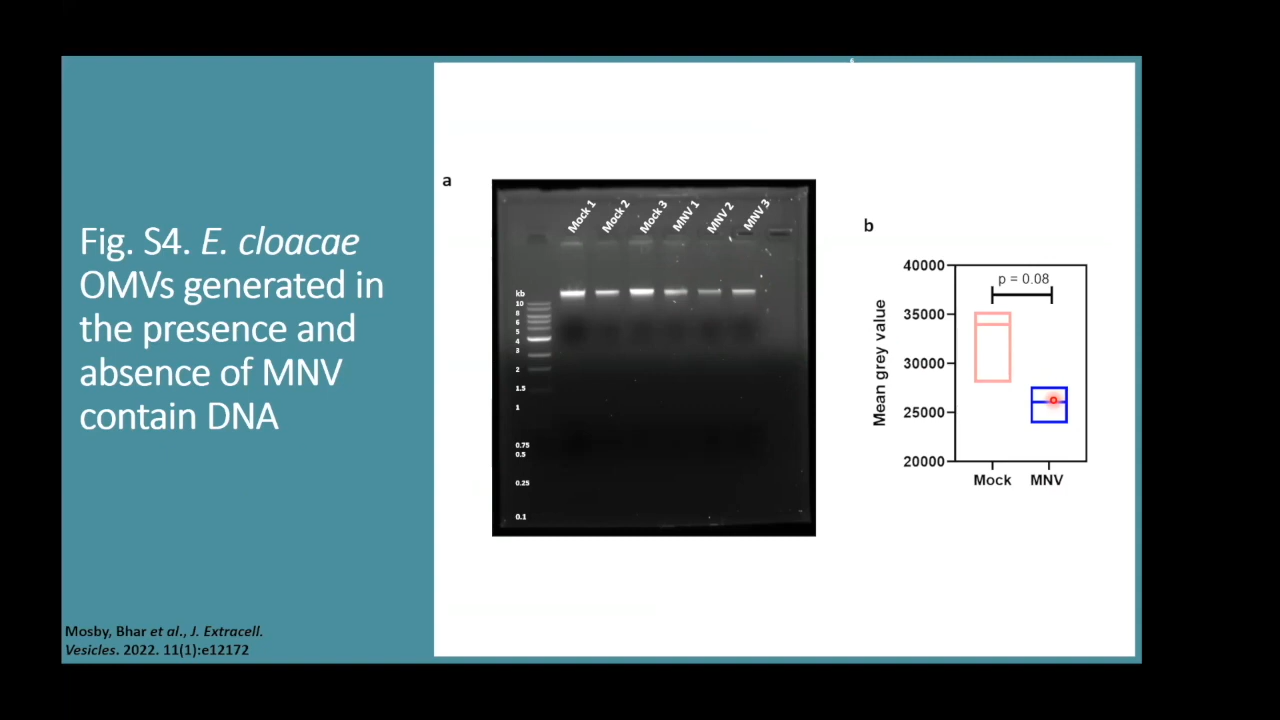 Fig. S4. E. cloacae
OMVs generated in
the presence and
absence of MNV
contain DNA
Mosby, Bhar et al., J. Extracell.
Vesicles. 2022. 11(1):e12172
a
Mock 1
Mock 2
Mock 3
MNV 1
MNV 2
MNV 3
kb
10
8
6
5
4
3
2
1.5
1
0.75
0.5
0.25
0.1
b
p = 0.08
Mean grey value
40000
35000
30000
25000
20000
Mock MNV